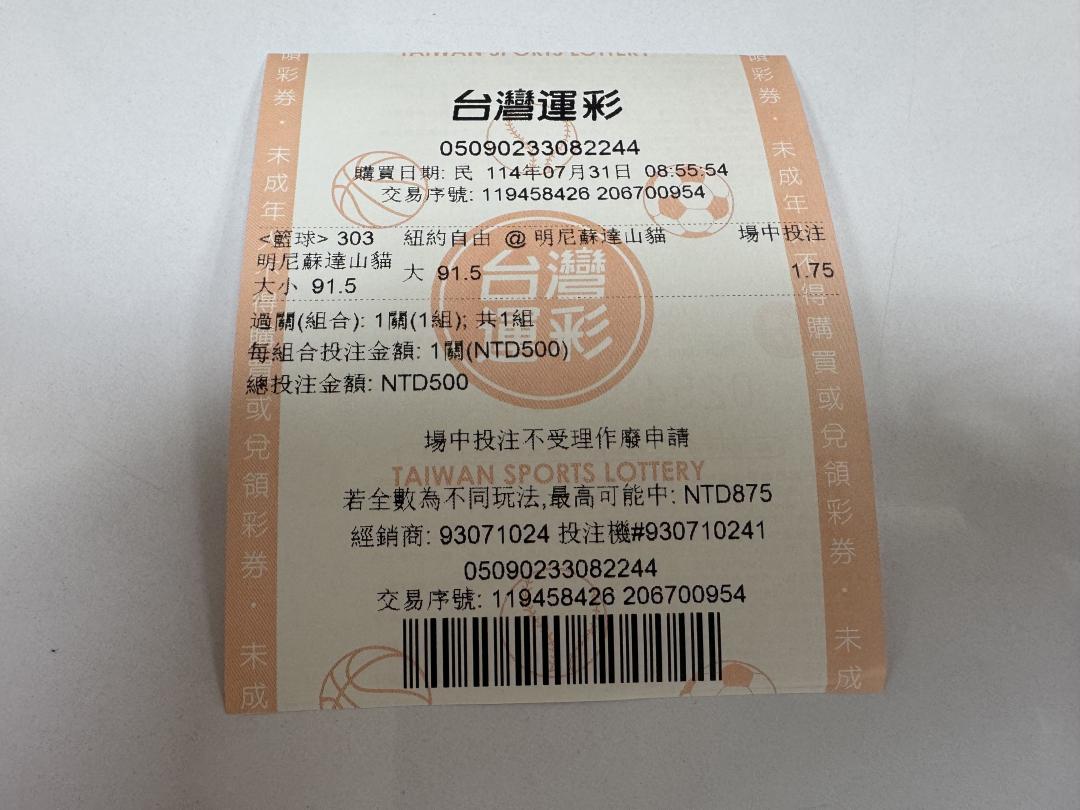 TAIWAN SPORTS LOTTERY
領彩券．未成年不得購買或兌領彩券．未成
領彩券．未成年不得購買或兌領彩券．未成
台灣運彩
05090233082244
購買日期: 民 114年07月31日 08:55:54
交易序號: 119458426 206700954
<籃球> 303 紐約自由 @ 明尼蘇達山貓 場中投注
明尼蘇達山貓 大 91.5 1.75
大小 91.5
台灣
運彩
過關(組合): 1關(1組); 共1組
每組合投注金額: 1關(NTD500)
總投注金額: NTD500
場中投注不受理作廢申請
TAIWAN SPORTS LOTTERY
若全數為不同玩法,最高可能中: NTD875
經銷商: 93071024 投注機#930710241
05090233082244
交易序號: 119458426 206700954